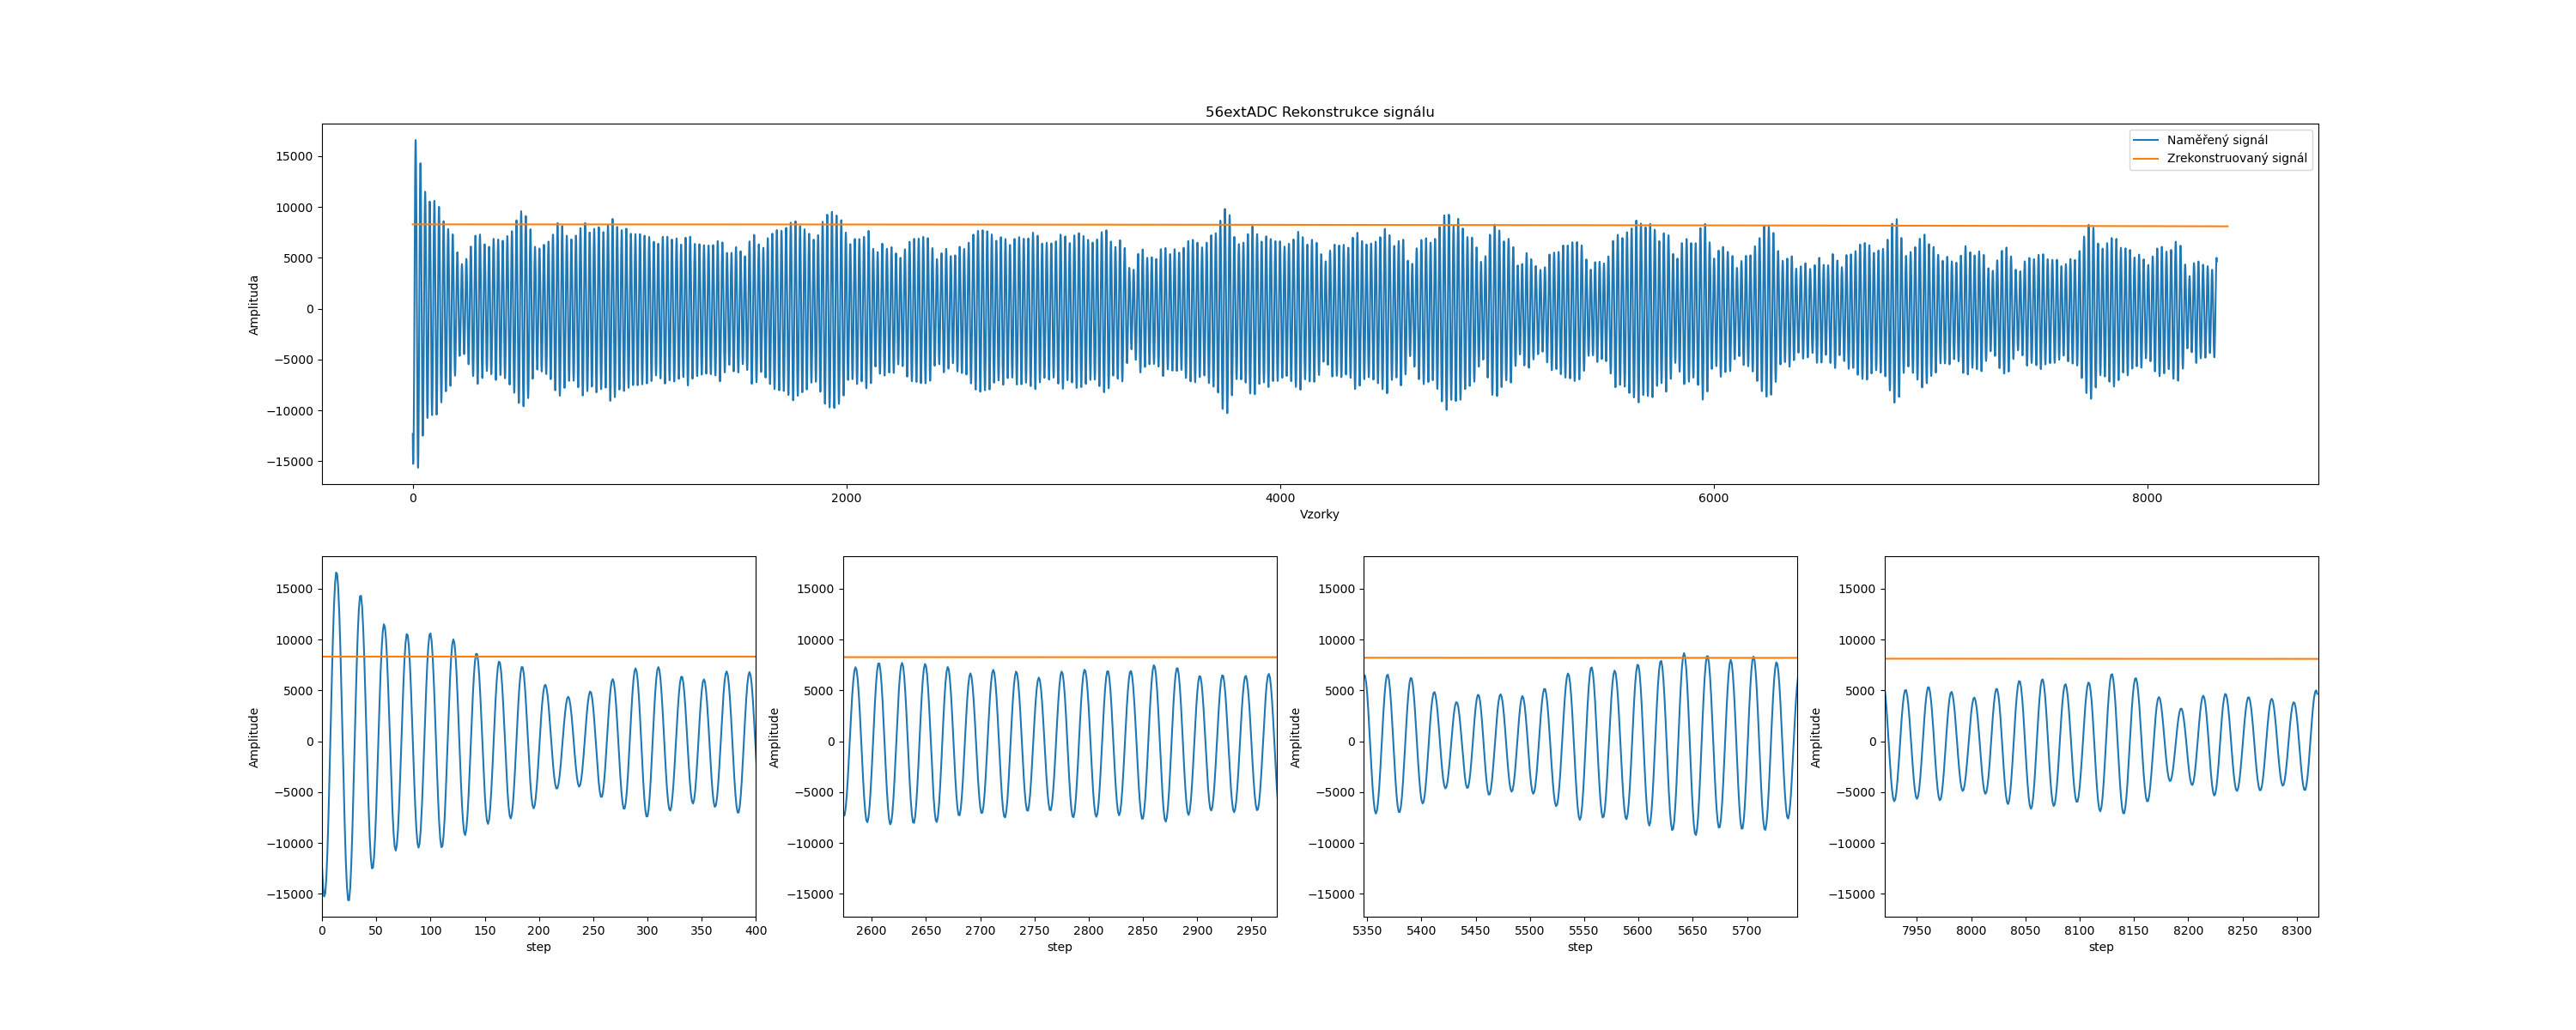 56extADC Rekonstrukce signálu
Naměřený signál
Zrekonstruovaný signál
Amplituda
15000
10000
5000
0
−5000
−10000
−15000
0 2000 4000 6000 8000
Vzorky
Amplitude
15000
10000
5000
0
−5000
−10000
−15000
0 50 100 150 200 250 300 350 400
step
Amplitude
15000
10000
5000
0
−5000
−10000
−15000
2600 2650 2700 2750 2800 2850 2900 2950
step
Amplitude
15000
10000
5000
0
−5000
−10000
−15000
5350 5400 5450 5500 5550 5600 5650 5700
step
Amplitude
15000
10000
5000
0
−5000
−10000
−15000
7950 8000 8050 8100 8150 8200 8250 8300
step